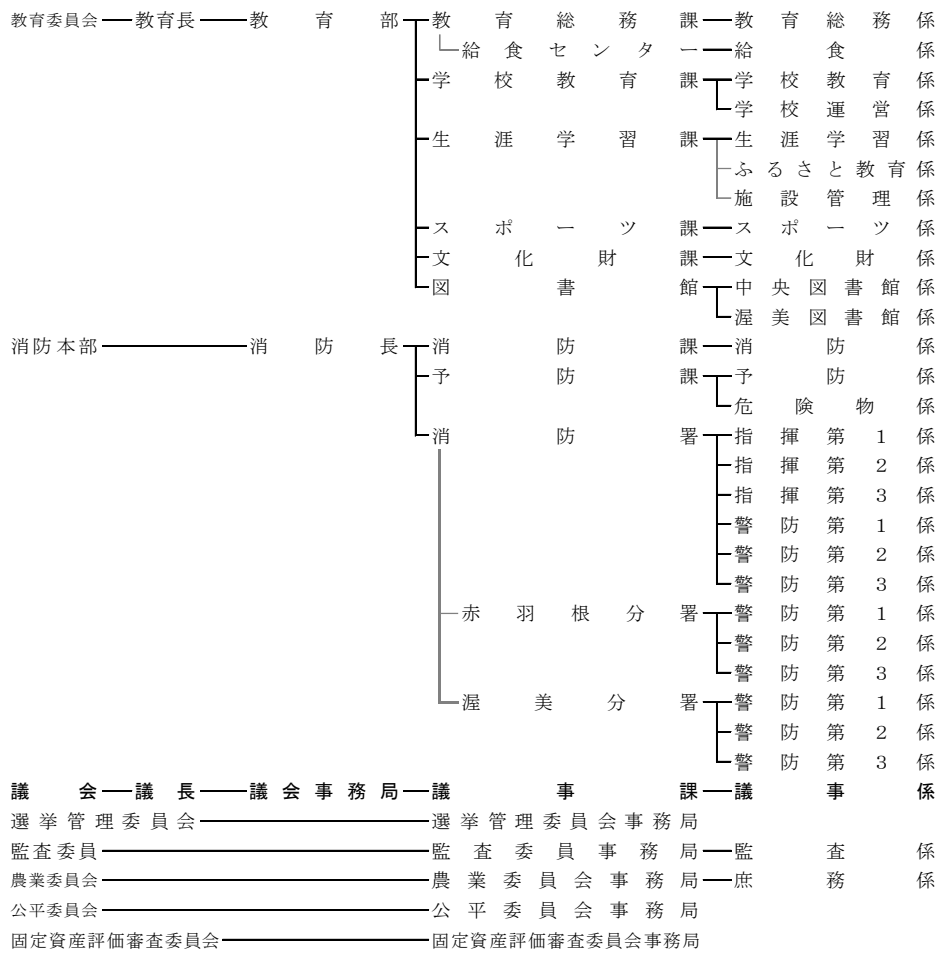 教育委員会 教育長 教育部 教育総務課 教育総務係
給食センター 給食係
学校教育課 学校教育係
学校運営係
生涯学習課 生涯学習係
ふるさと教育係
施設管理係
スポーツ課 スポーツ係
文化財課 文化財係
図書館 中央図書館係
渥美図書館係
消防本部 消防長 消防課 消防係
予防課 予防係
危険物係
消防署 指揮第1係
指揮第2係
指揮第3係
警防第1係
警防第2係
警防第3係
赤羽根分署 警防第1係
警防第2係
警防第3係
渥美分署 警防第1係
警防第2係
警防第3係
議会 議長 議会事務局 議事課 議事係
選挙管理委員会 選挙管理委員会事務局
監査委員 監査委員事務局 監査係
農業委員会 農業委員会事務局 庶務係
公平委員会 公平委員会事務局
固定資産評価審査委員会 固定資産評価審査委員会事務局